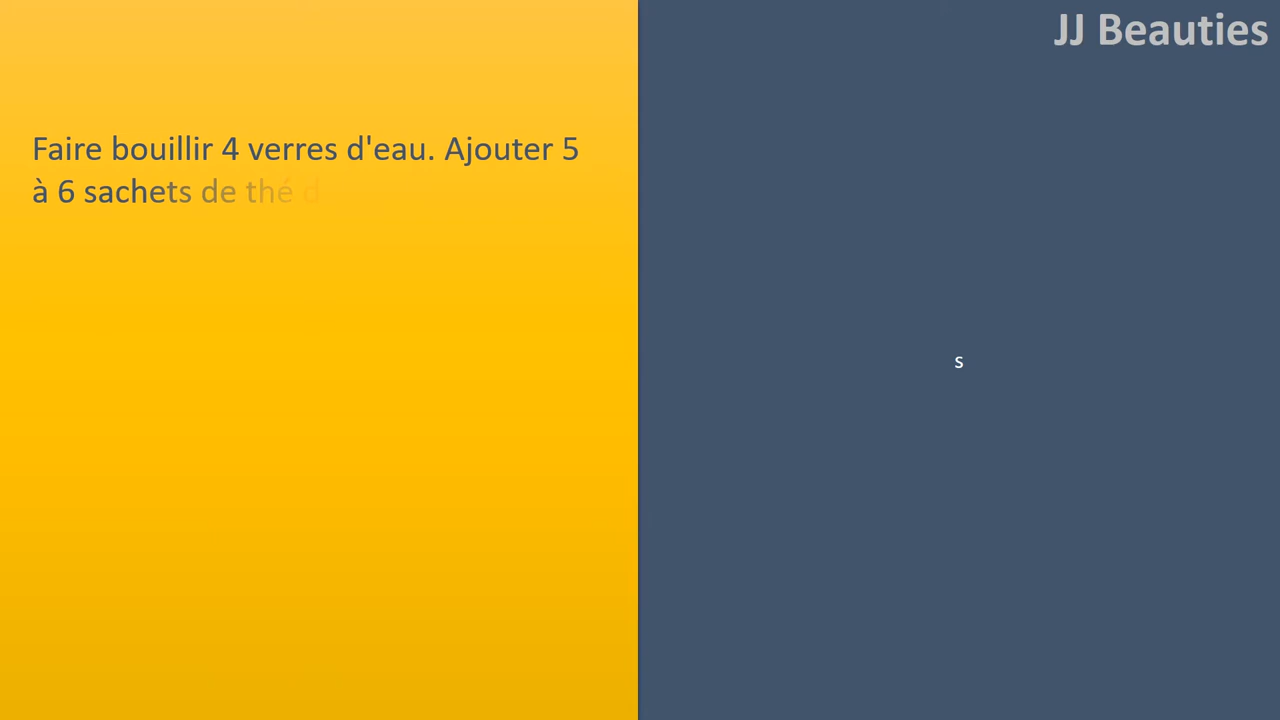 JJ Beauties
Faire bouillir 4 verres d'eau. Ajouter 5
à 6 sachets de thé d
s